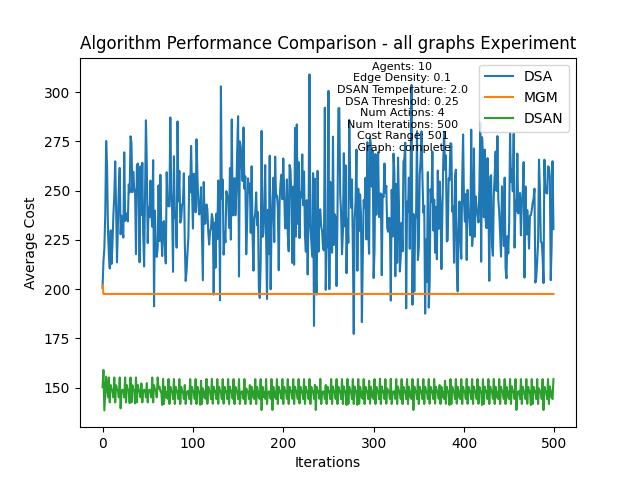 Algorithm Performance Comparison - all graphs Experiment
Agents: 10
Edge Density: 0.1
DSAN Temperature: 2.0
DSA Threshold: 0.25
Num Actions: 4
Num Iterations: 500
Cost Range: 501
Graph: complete
DSA
MGM
DSAN
Average Cost
300
275
250
225
200
175
150
0
100
200
300
400
500
Iterations